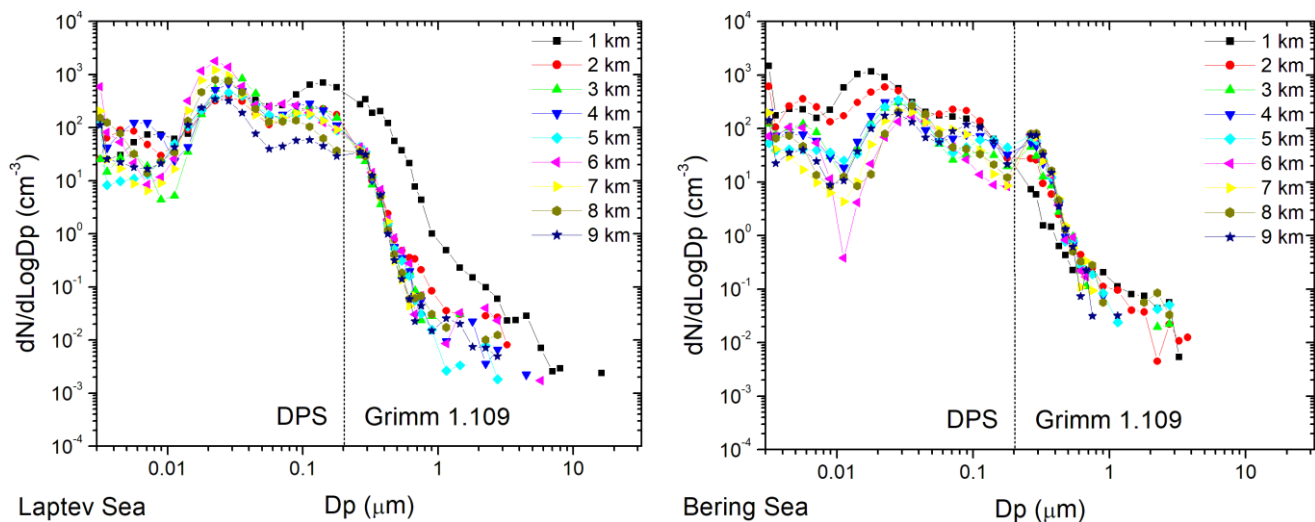 10⁴
10³
10²
10¹
10⁰
10⁻¹
10⁻²
10⁻³
10⁻⁴
dN/dLogDp (cm⁻³)
1 km
2 km
3 km
4 km
5 km
6 km
7 km
8 km
9 km
DPS
Grimm 1.109
0.01
0.1
1
10
Laptev Sea
Dp (μm)
10⁴
10³
10²
10¹
10⁰
10⁻¹
10⁻²
10⁻³
10⁻⁴
dN/dLogDp (cm⁻³)
1 km
2 km
3 km
4 km
5 km
6 km
7 km
8 km
9 km
DPS
Grimm 1.109
0.01
0.1
1
10
Bering Sea
Dp (μm)